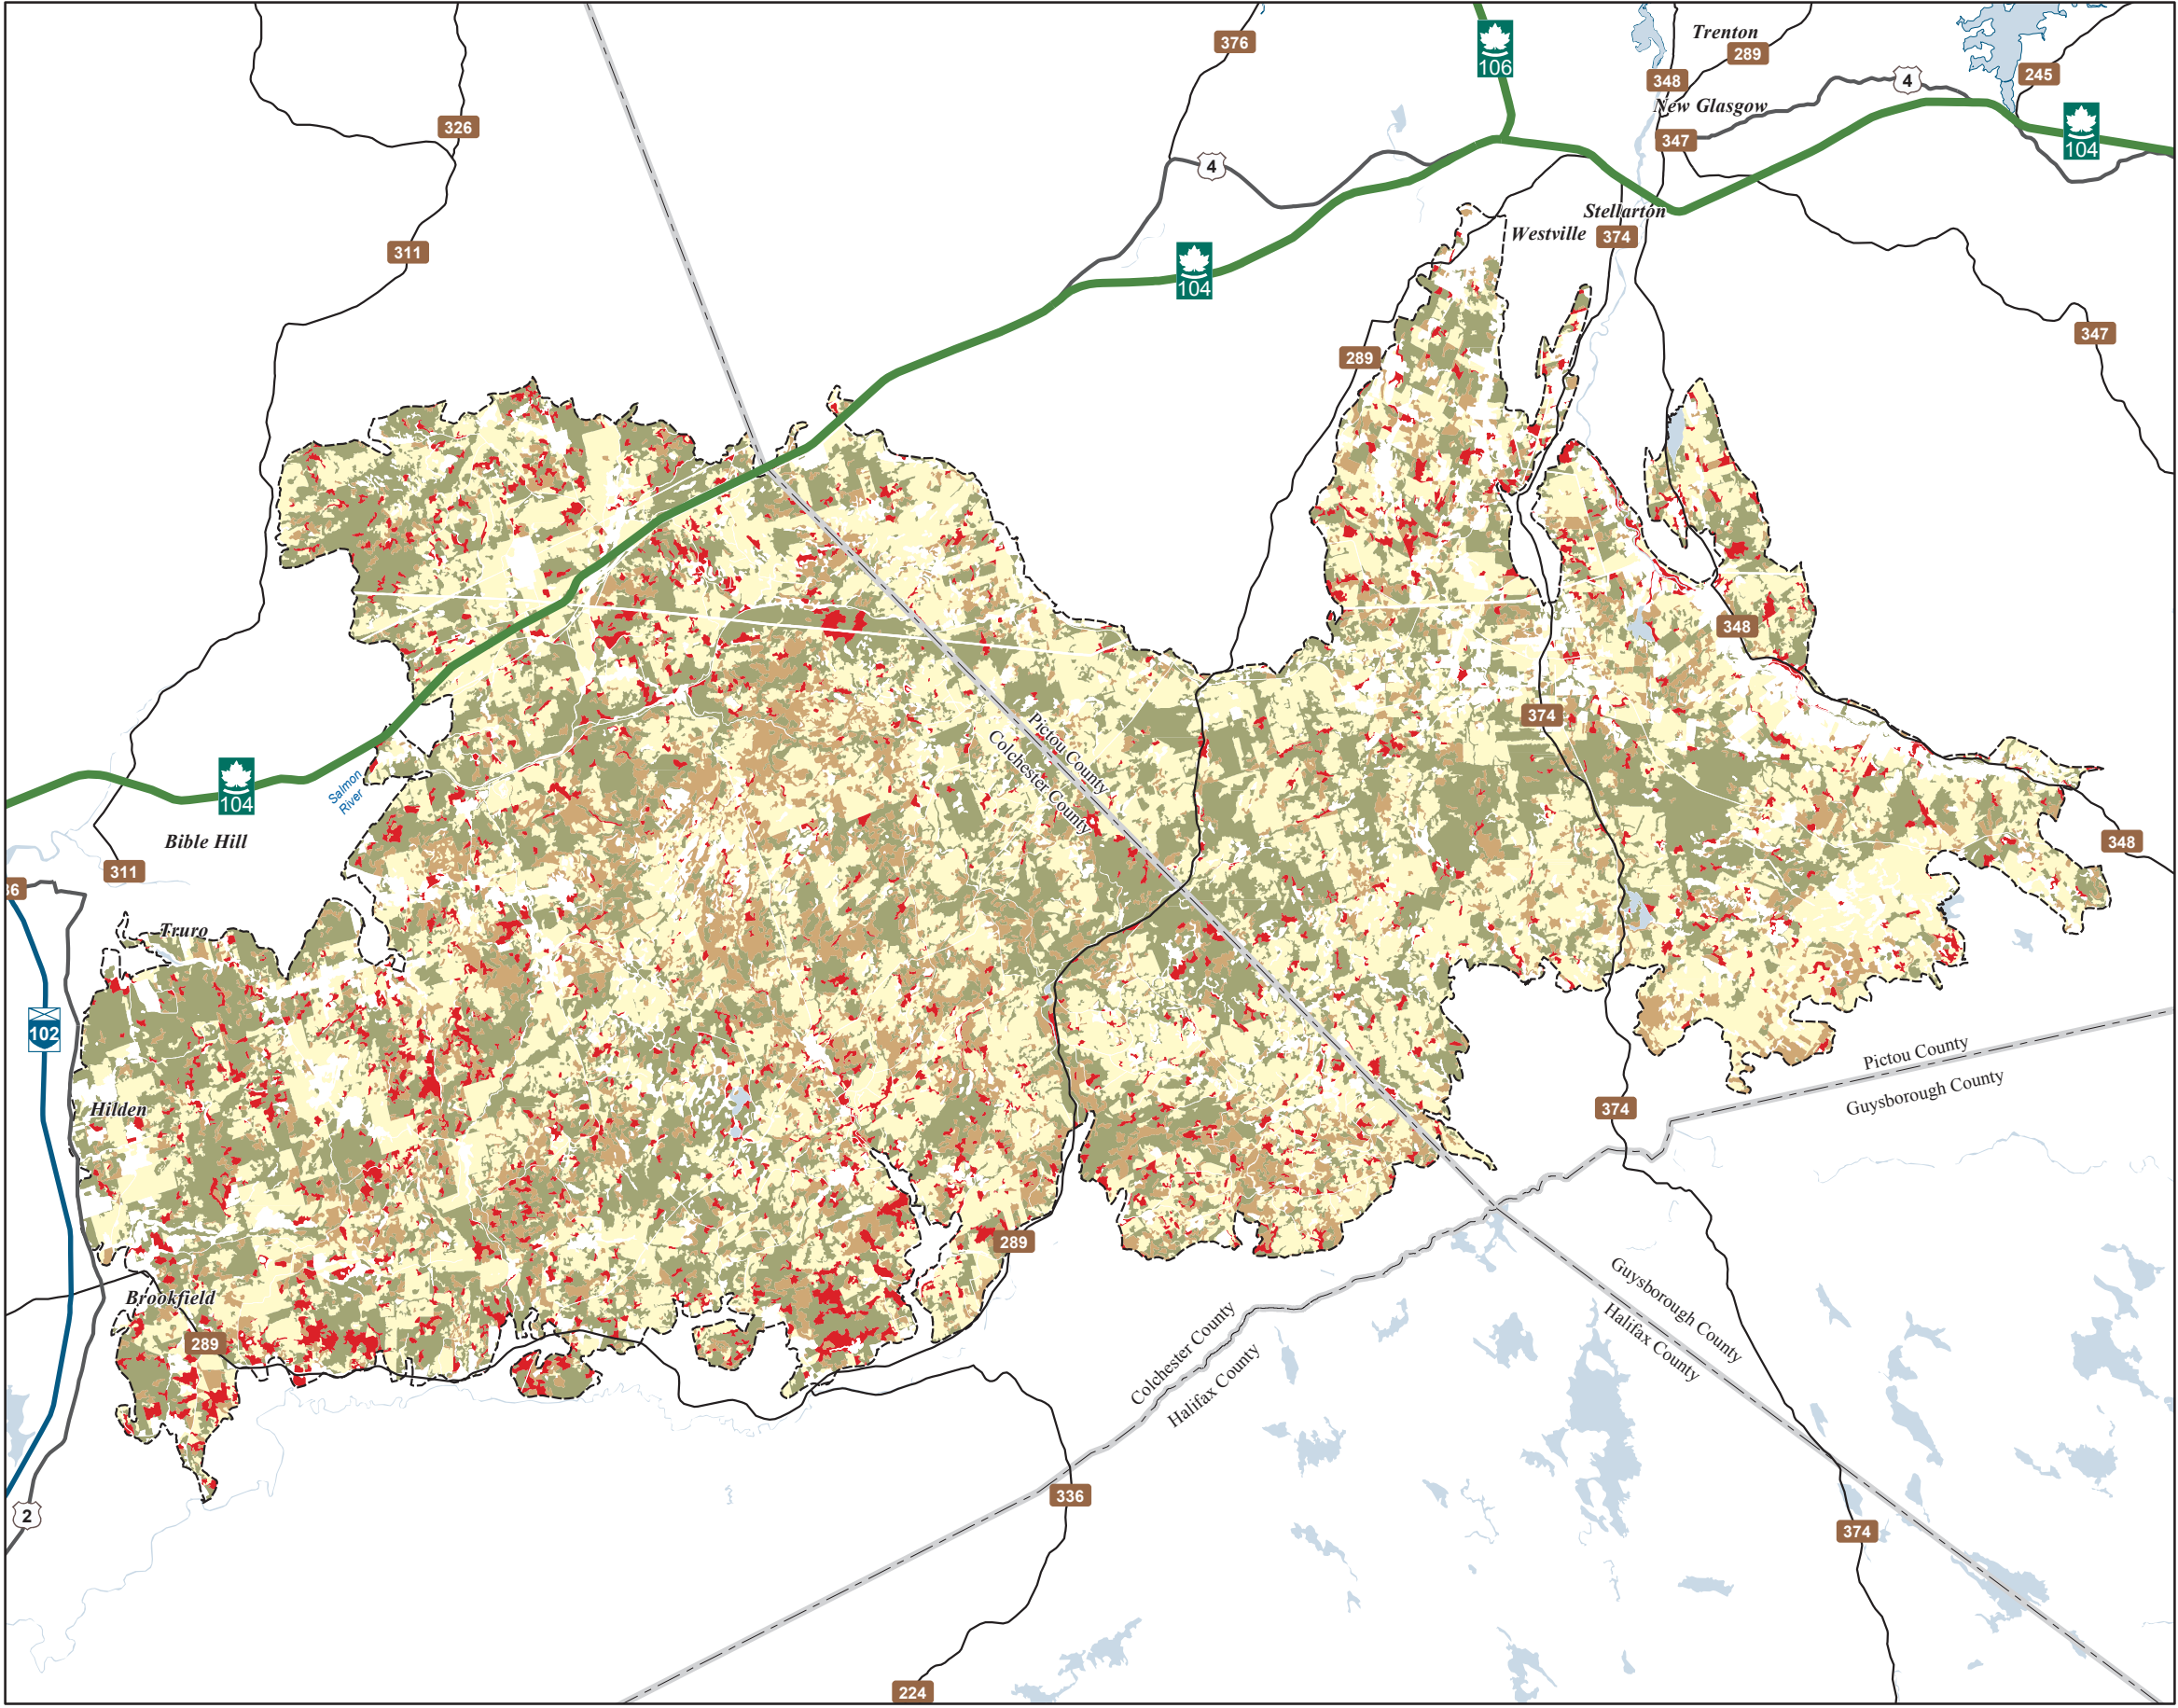 376
106
Trenton
289
348
245
4
New Glasgow
326
104
347
4
Stellarton
Westville
374
311
104
347
289
348
374
Pictou County
Colchester County
Salmon
River
104
Bible Hill
348
311
36
Truro
102
Pictou County
Guysborough County
Hilden
374
289
Brookfield
Guysborough County
Halifax County
289
Colchester County
Halifax County
336
2
374
224